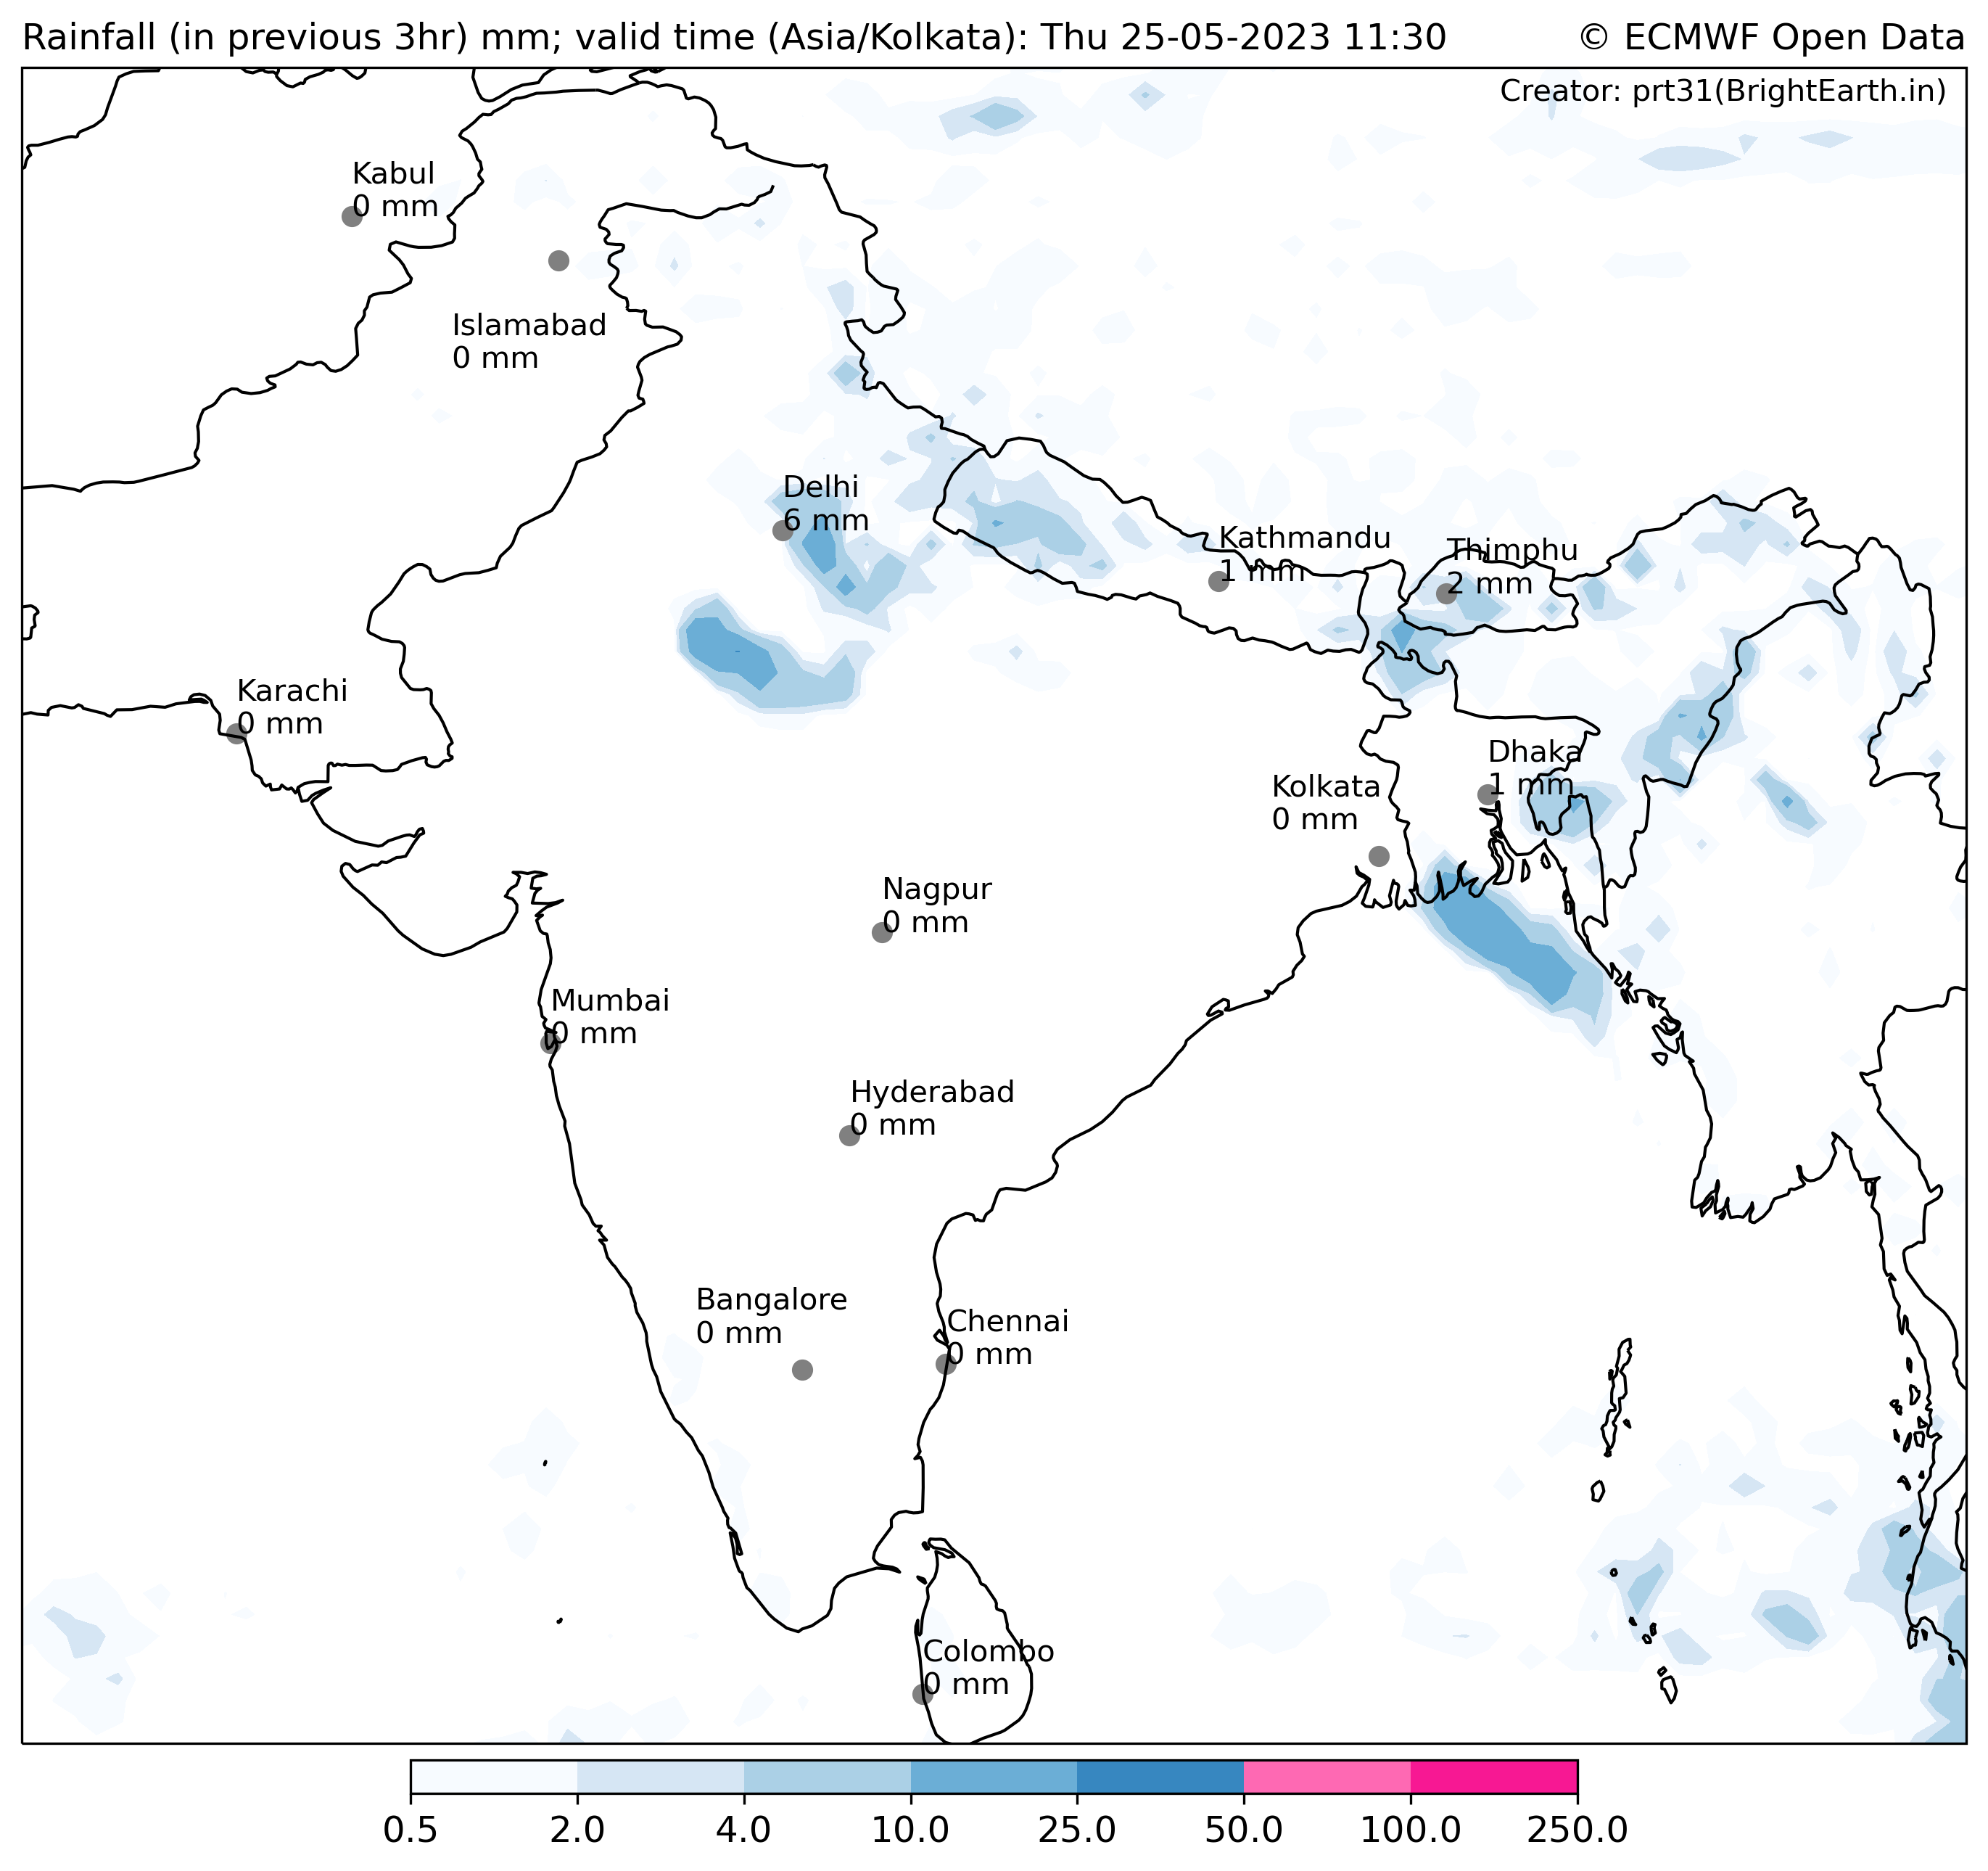 Rainfall (in previous 3hr) mm; valid time (Asia/Kolkata): Thu 25-05-2023 11:30
© ECMWF Open Data
Creator: prt31(BrightEarth.in)
Kabul
0 mm
Islamabad
0 mm
Delhi
6 mm
Kathmandu
1 mm
Thimphu
2 mm
Karachi
0 mm
Dhaka
1 mm
Kolkata
0 mm
Nagpur
0 mm
Mumbai
0 mm
Hyderabad
0 mm
Bangalore
0 mm
Chennai
0 mm
Colombo
0 mm
0.5 2.0 4.0 10.0 25.0 50.0 100.0 250.0